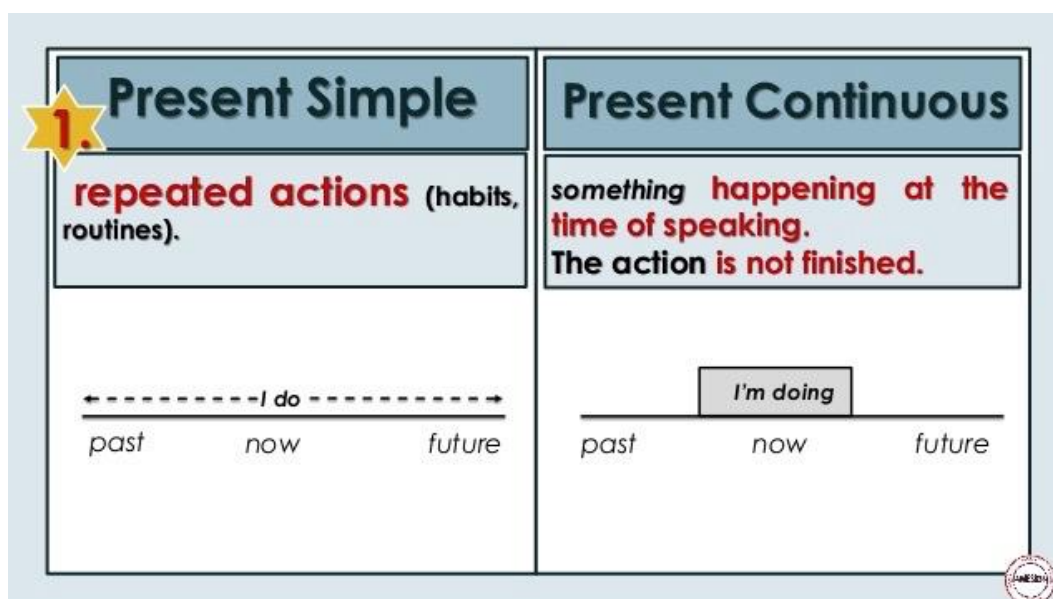 1.
Present Simple
repeated actions (habits,
routines).
I do
past now future
Present Continuous
something happening at the
time of speaking.
The action is not finished.
I'm doing
past now future